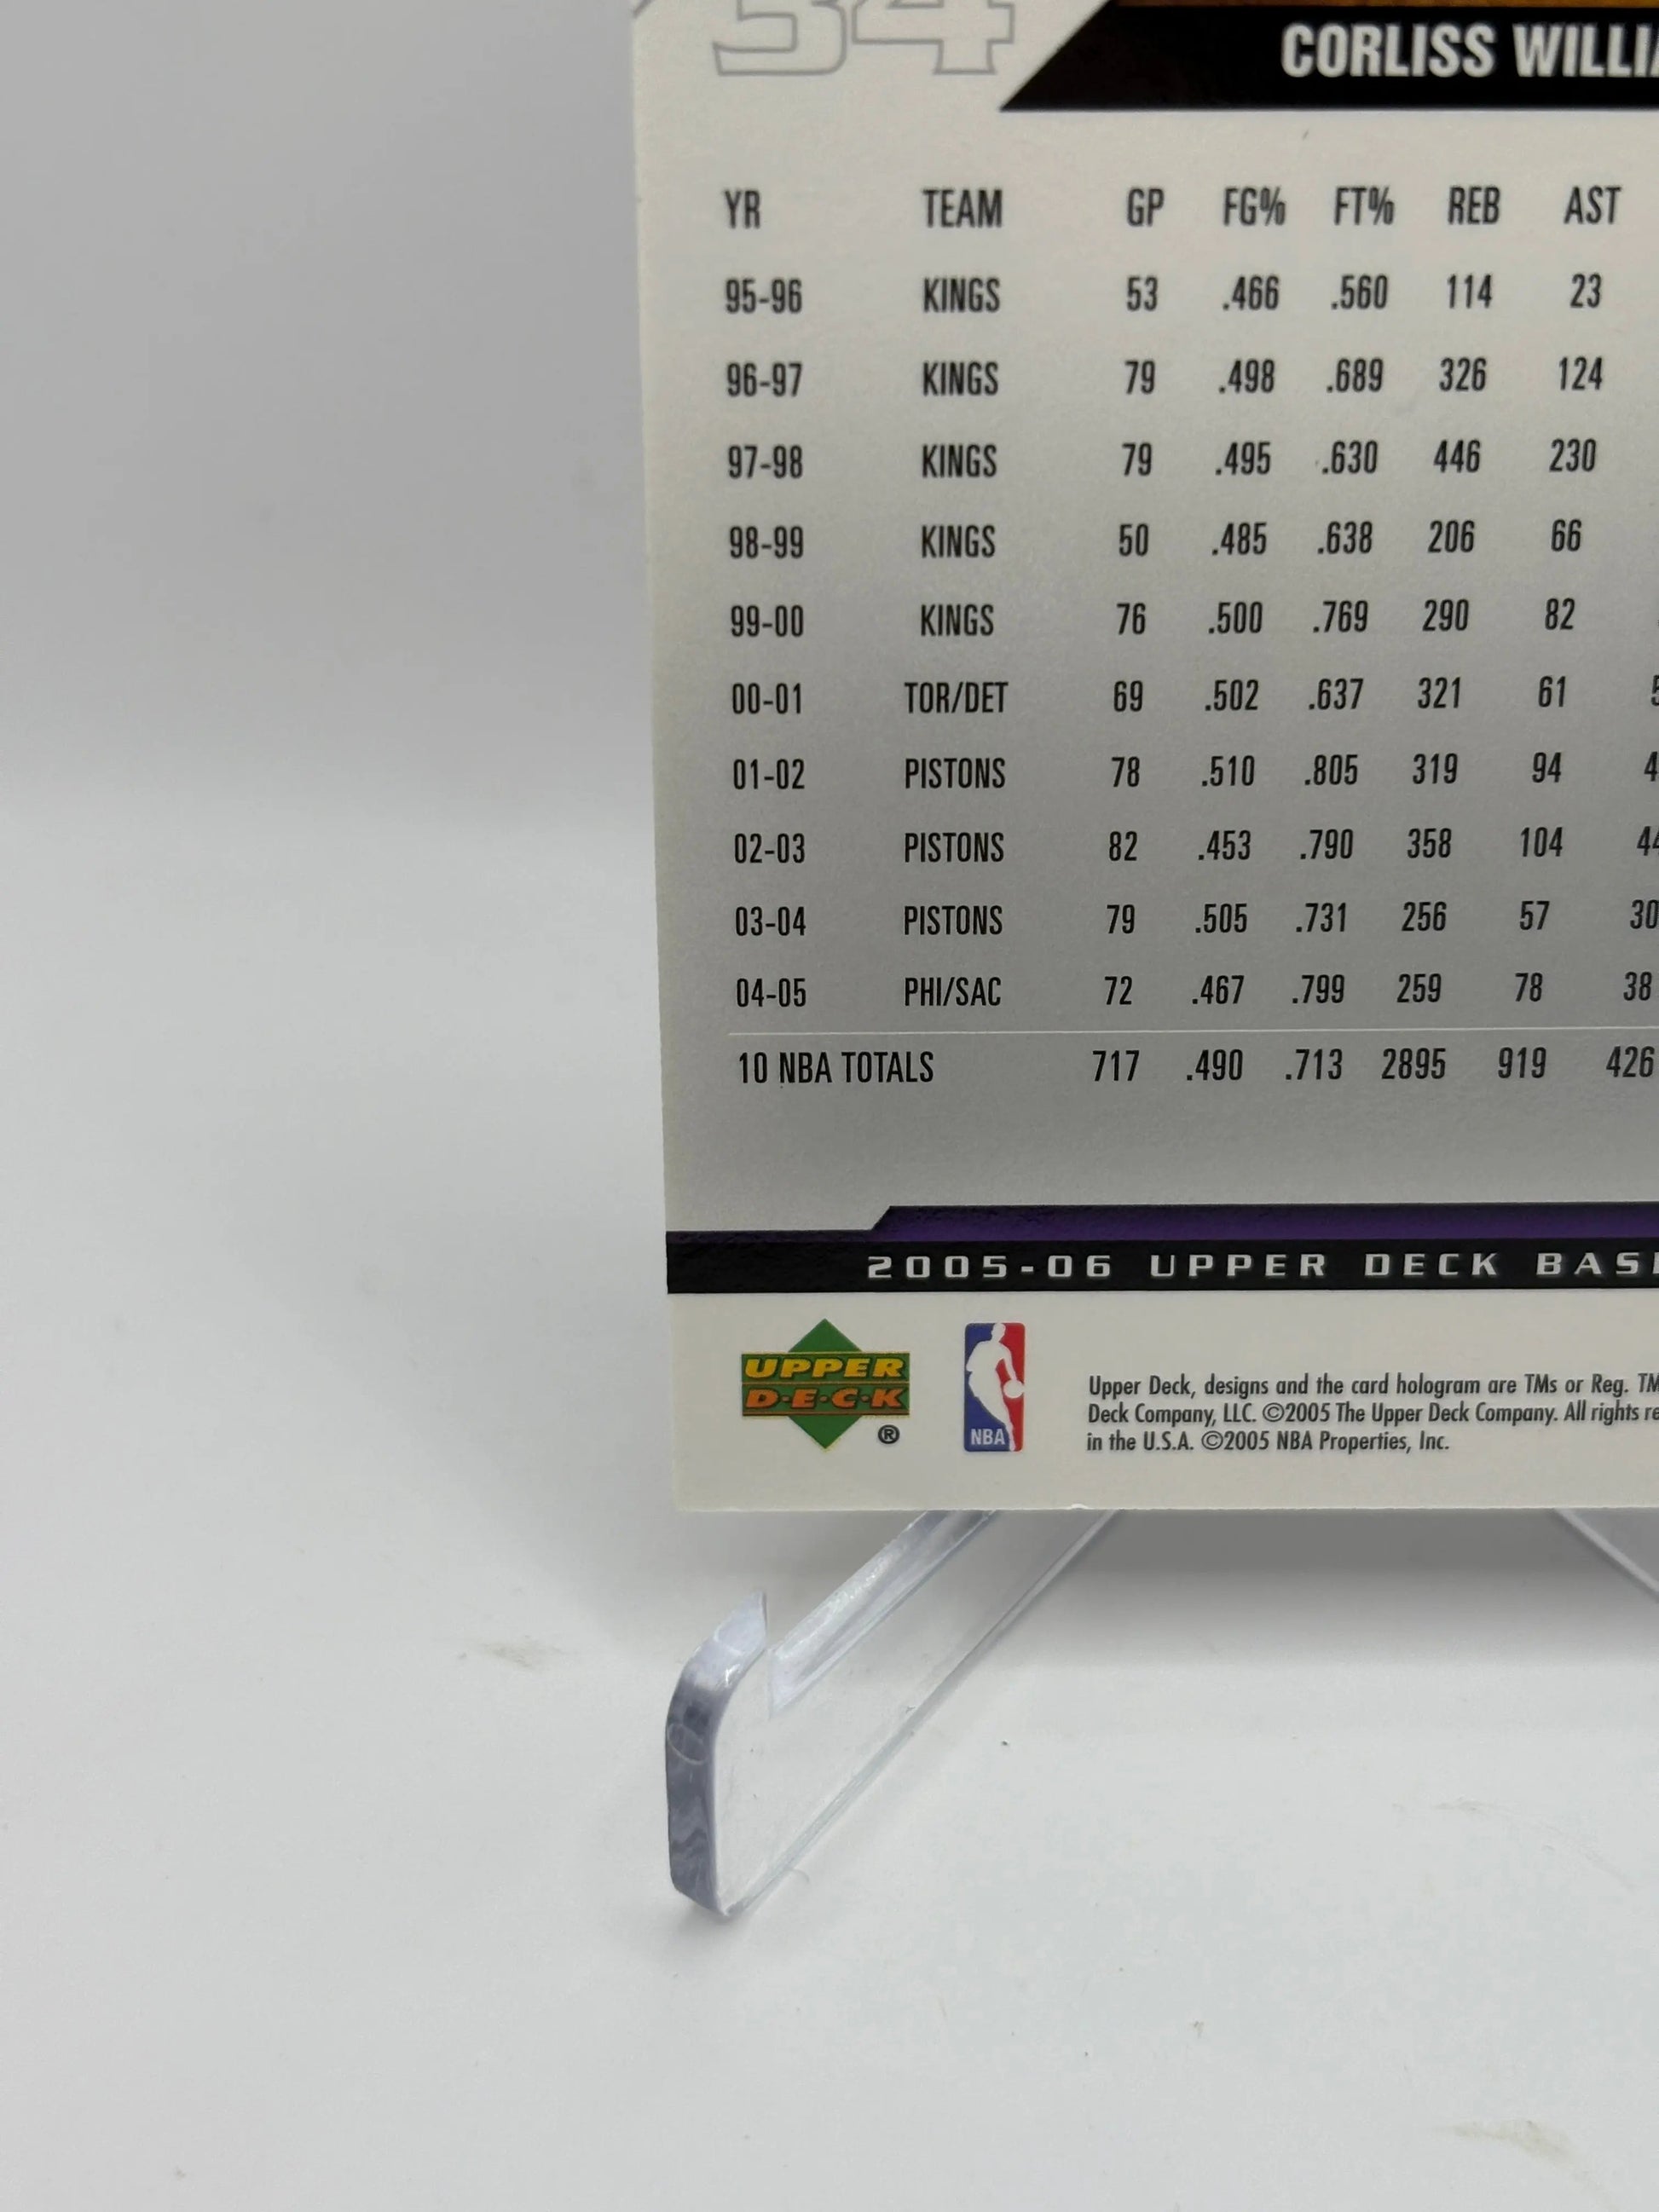 34
CORLISS
YR TEAM GP FG% FT% REB AST
95-96 KINGS 53 .466 .560 114 23
96-97 KINGS 79 .498 .689 326 124
97-98 KINGS 79 .495 .630 446 230
98-99 KINGS 50 .485 .638 206 66
99-00 KINGS 76 .500 .769 290 82
00-01 TOR/DET 69 .502 .637 321 61
01-02 PISTONS 78 .510 .805 319 94
02-03 PISTONS 82 .453 .790 358 104
03-04 PISTONS 79 .505 .731 256 57
04-05 PHI/SAC 72 .467 .799 259 78 38
10 NBA TOTALS 717 .490 .713 2895 919 426
2005-06 UPPER DECK
UPPER
D·E·C·K
®
NBA
Upper Deck, designs and the card hologram are TMs or Reg.
Deck Company, LLC. ©2005 The Upper Deck Company. All rights
in the U.S.A. ©2005 NBA Properties, Inc.